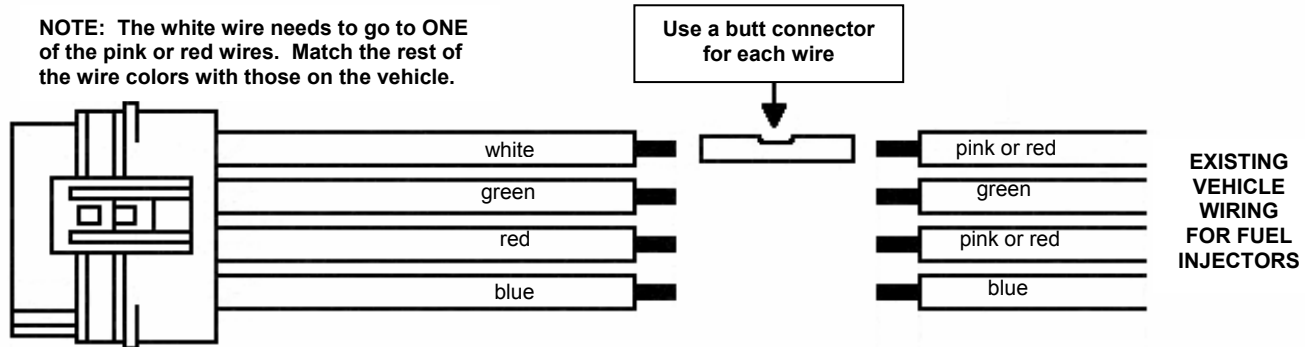 NOTE: The white wire needs to go to ONE
of the pink or red wires. Match the rest of
the wire colors with those on the vehicle.
Use a butt connector
for each wire
white
pink or red
green
green
red
pink or red
blue
blue
EXISTING
VEHICLE
WIRING
FOR FUEL
INJECTORS